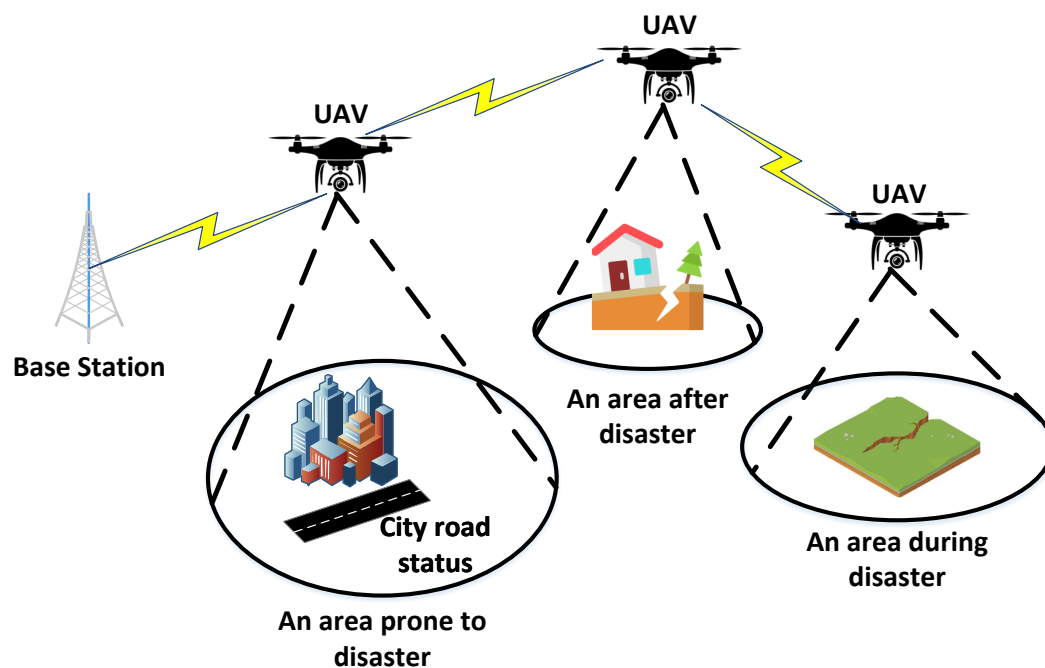 UAV
UAV
UAV
Base Station
An area after
disaster
City road
status
An area during
disaster
An area prone to
disaster